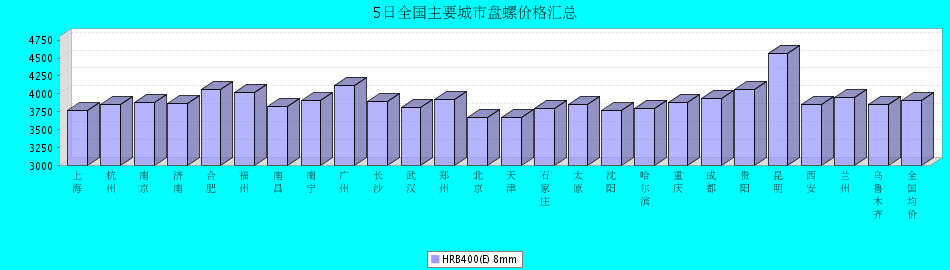 5日全国主要城市盘螺价格汇总
4750
4500
4250
4000
3750
3500
3250
3000
上海
杭州
南京
济南
合肥
福州
南昌
南宁
广州
长沙
武汉
郑州
北京
天津
石家庄
太原
沈阳
哈尔滨
重庆
成都
贵阳
昆明
西安
兰州
乌鲁木齐
全国均价
HRB400(E) 8mm